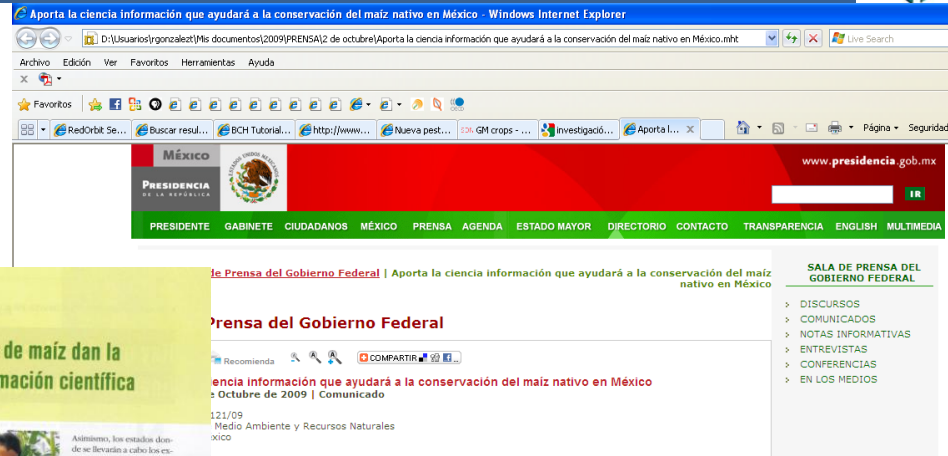 Aporta la ciencia información que ayudará a la conservación del maíz nativo en México - Windows Internet Explorer
D:\Usuarios\rgonzalezt\Mis documentos\2009\PRENSA\2 de octubre\Aporta la ciencia información que ayudará a la conservación del maíz nativo en México.mht
Live Search
Archivo Edición Ver Favoritos Herramientas Ayuda
Favoritos
RedOrbit Se... Buscar resul... BCH Tutorial... http://www... Nueva pest... GM crops - ... investigació... Aporta l... Página Seguridad
MÉXICO
PRESIDENCIA
DE LA REPÚBLICA
ESTADOS UNIDOS MEXICANOS
www.presidencia.gob.mx
IR
PRESIDENTE GABINETE CIUDADANOS MÉXICO PRENSA AGENDA ESTADO MAYOR DIRECTORIO CONTACTO TRANSPARENCIA ENGLISH MULTIMEDIA
de Prensa del Gobierno Federal | Aporta la ciencia información que ayudará a la conservación del maíz
nativo en México
Prensa del Gobierno Federal
Recomienda COMPARTIR
ciencia información que ayudará a la conservación del maíz nativo en México
Octubre de 2009 | Comunicado
121/09
Medio Ambiente y Recursos Naturales
SALA DE PRENSA DEL
GOBIERNO FEDERAL
DISCURSOS
COMUNICADOS
NOTAS INFORMATIVAS
ENTREVISTAS
CONFERENCIAS
EN LOS MEDIOS
de maíz dan la
mación científica
Asimismo, los estados don-
de se llevarán a cabo los ex-